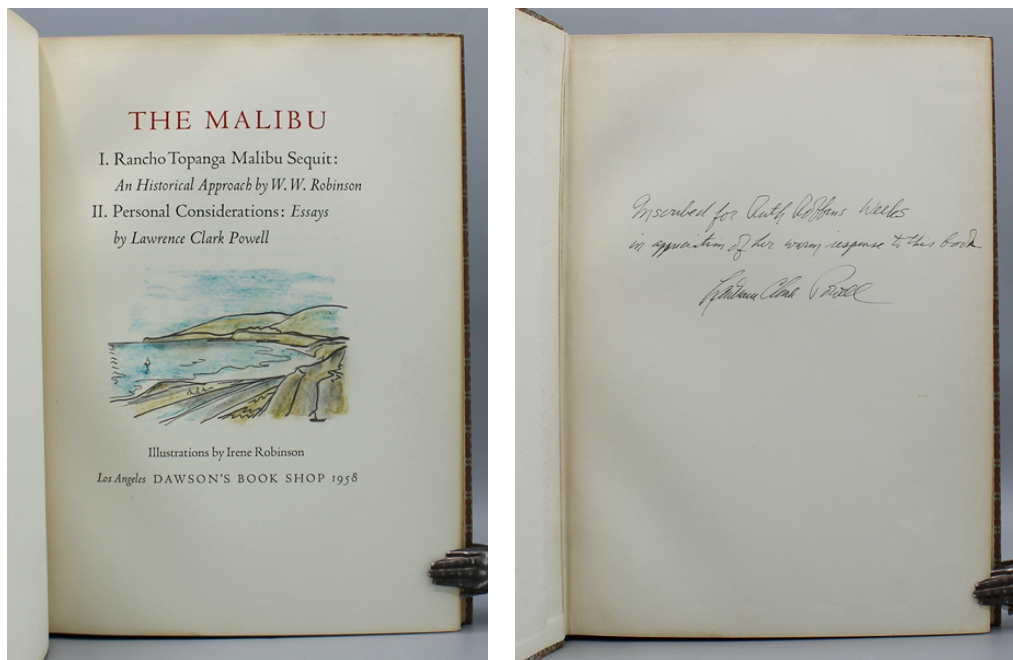 THE MALIBU
I. Rancho Topanga Malibu Sequit:
An Historical Approach by W. W. Robinson
II. Personal Considerations: Essays
by Lawrence Clark Powell
Illustrations by Irene Robinson
Los Angeles DAWSON'S BOOK SHOP 1958
Inscribed for Ruth Robbins Weeks
in appreciation of her warm response to this book
Lawrence Clark Powell